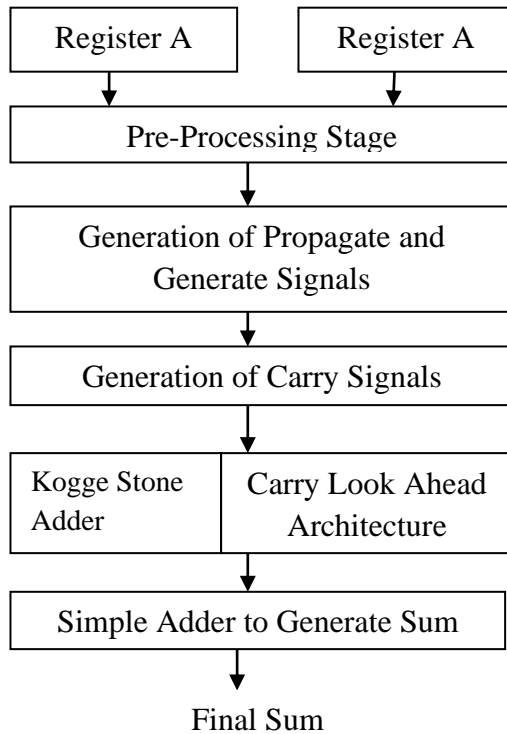 Register A
Register A
Pre-Processing Stage
Generation of Propagate and
Generate Signals
Generation of Carry Signals
Kogge Stone
Adder
Carry Look Ahead
Architecture
Simple Adder to Generate Sum
Final Sum